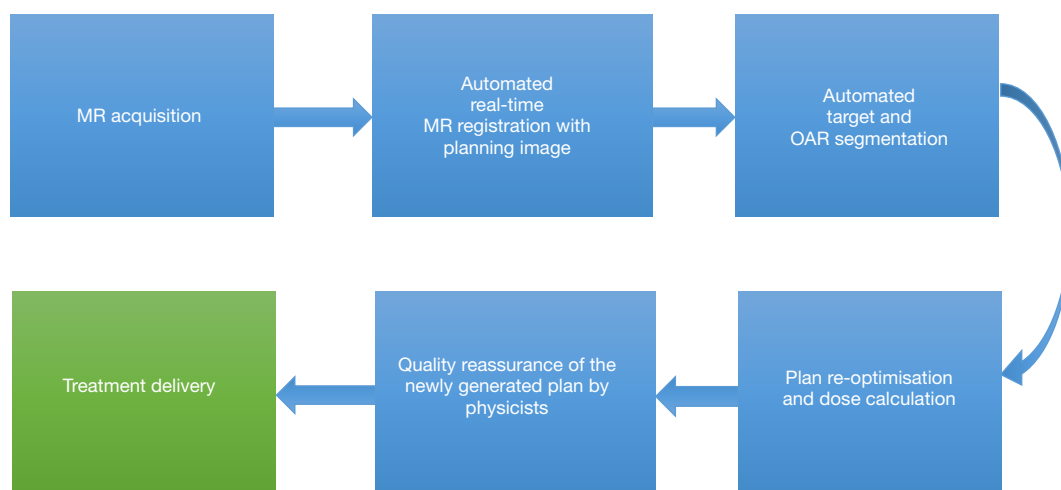 MR acquisition
Automated
real-time
MR registration with
planning image
Automated
target and
OAR segmentation
Treatment delivery
Quality reassurance of the
newly generated plan by
physicists
Plan re-optimisation
and dose calculation